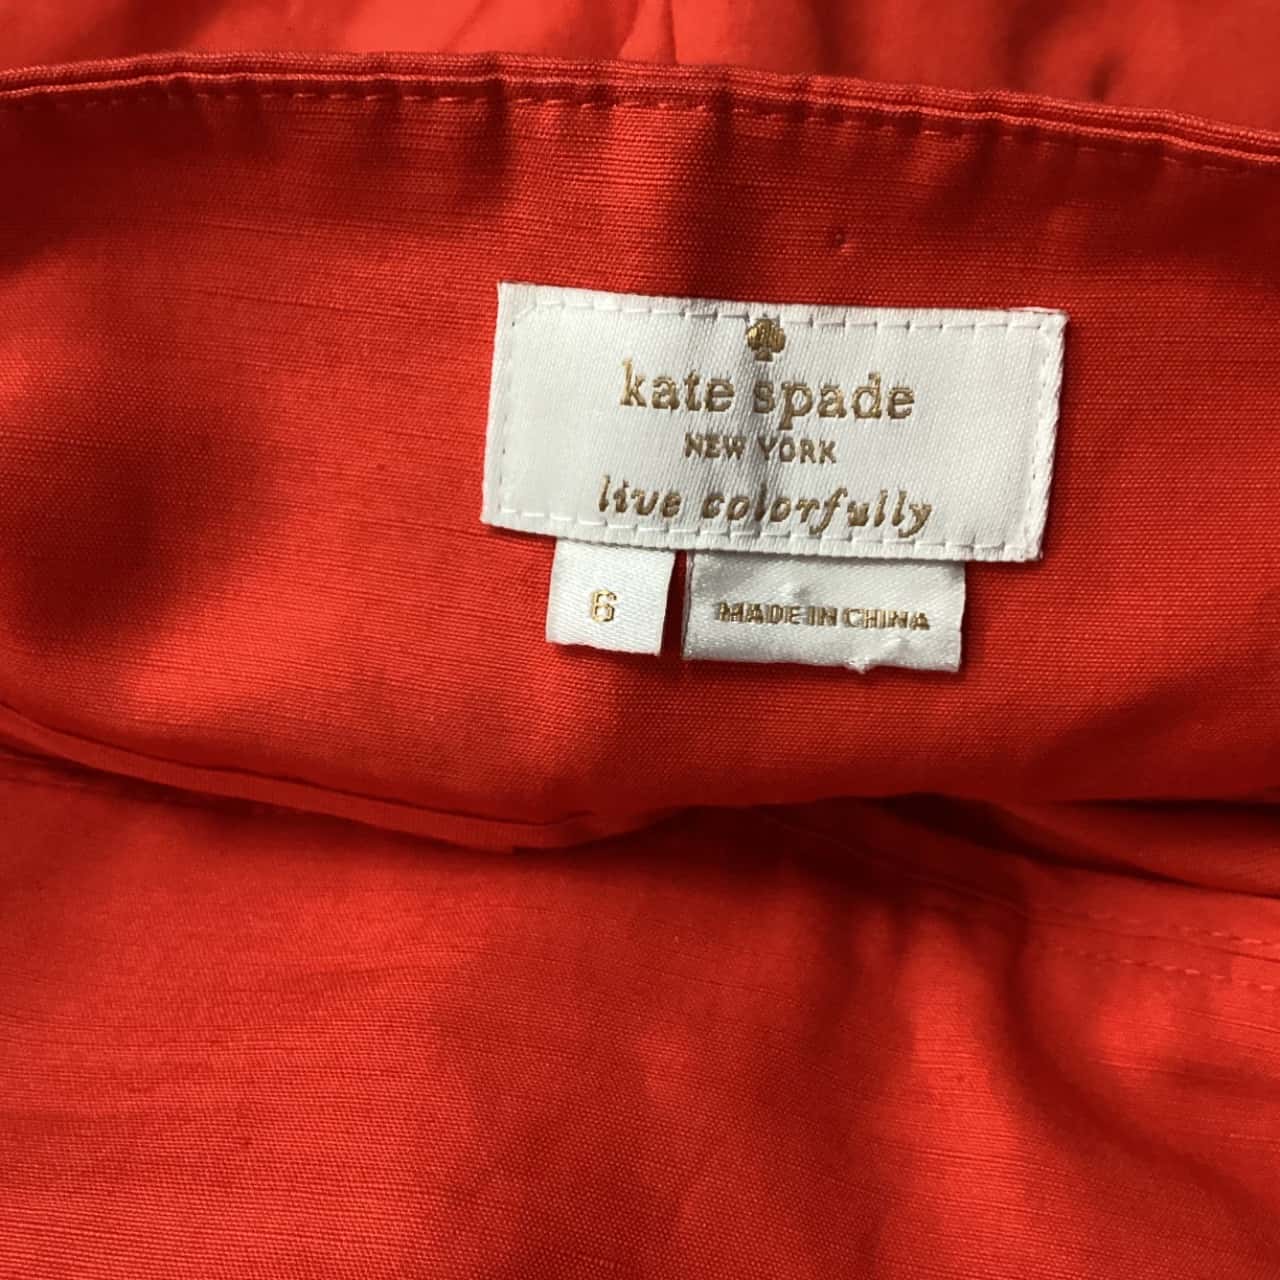 kate spade
NEW YORK
live colorfully
6
MADE IN CHINA